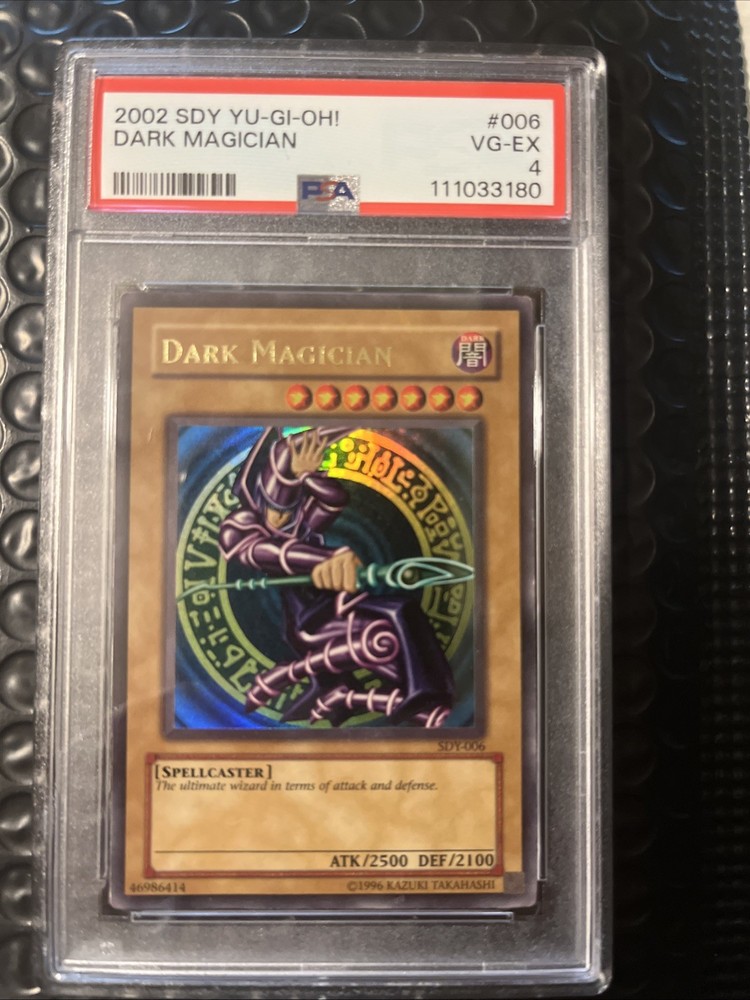 2002 SDY YU-GI-OH! #006
DARK MAGICIAN VG-EX
4
PSA 111033180
DARK MAGICIAN
DARK
闇
SDY-006
[SPELLCASTER]
The ultimate wizard in terms of attack and defense.
ATK/2500 DEF/2100
46986414 ©1996 KAZUKI TAKAHASHI